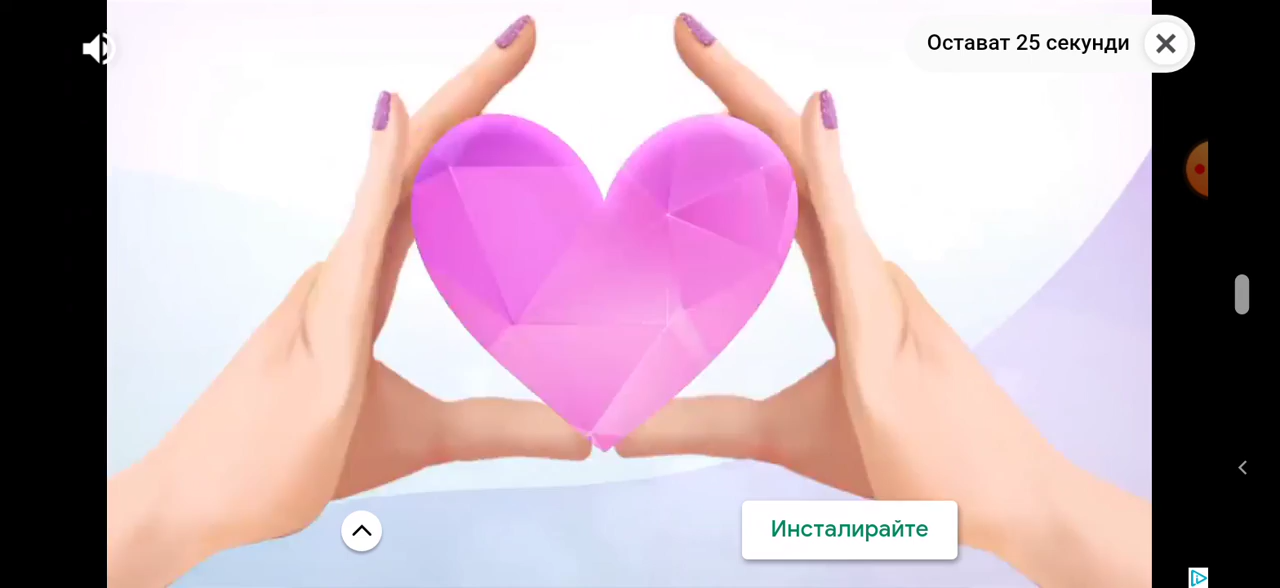 Остават 25 секунди
Инсталирайте